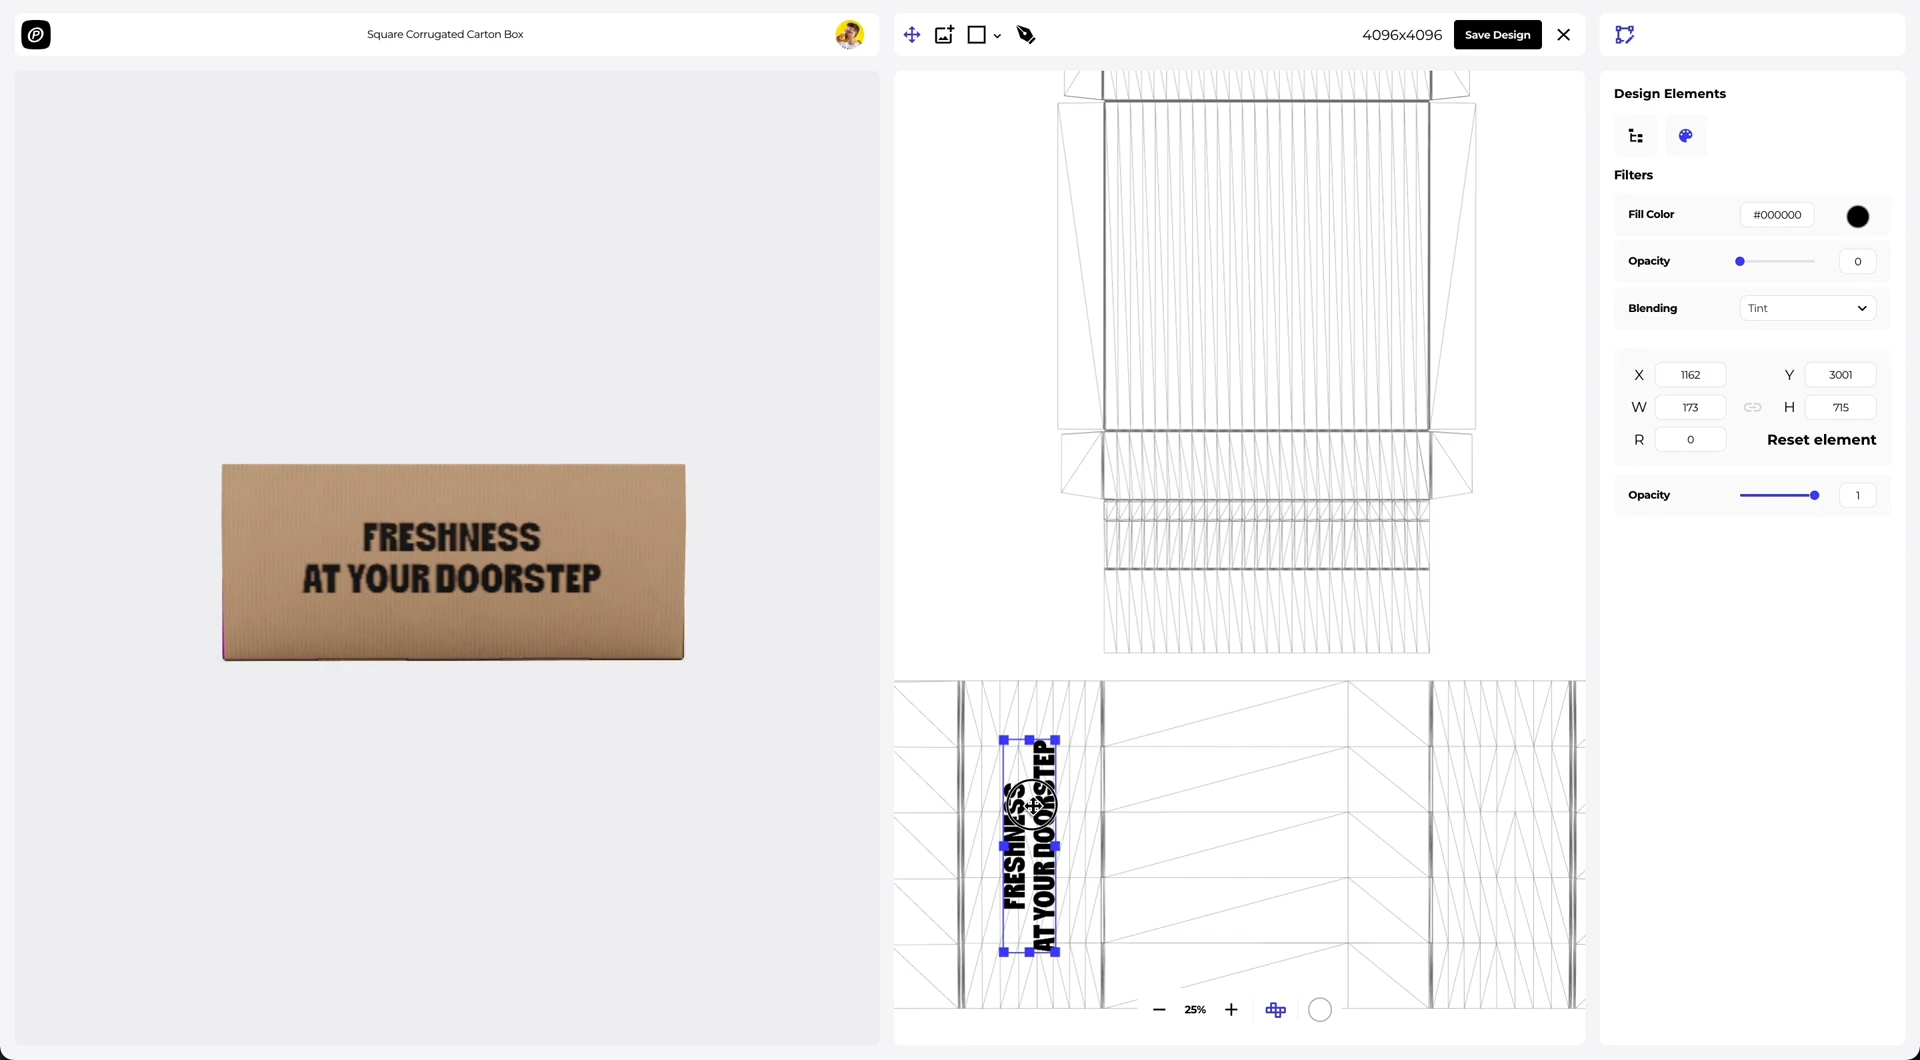 Square Corrugated Carton Box
4096x4096
Save Design
Design Elements
Filters
Fill Color
#000000
Opacity
0
Blending
Tint
X
1162
Y
3001
W
173
H
715
R
0
Reset element
Opacity
1
FRESHNESS
AT YOUR DOORSTEP
FRESHNESS
AT YOUR DOORSTEP
25%